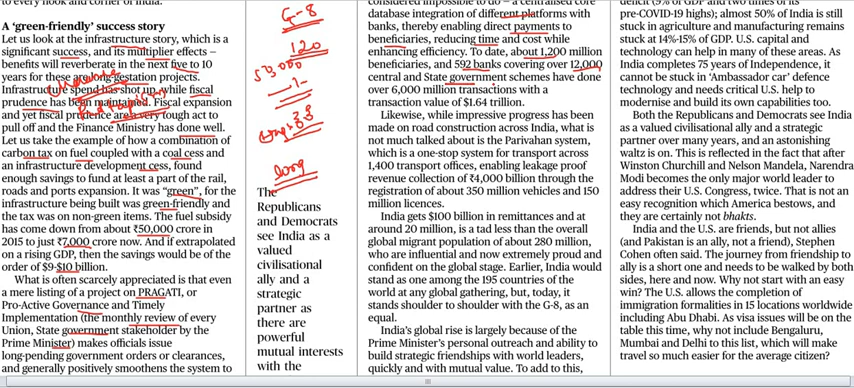 to every nook and corner of India.
A ‘green-friendly’ success story
Let us look at the infrastructure story, which is a
significant success, and its multiplier effects –
benefits will reverberate in the next five to 10
years for these are long-gestation projects.
Infrastructure spend has shot up, while fiscal
prudence has been maintained. Fiscal expansion
and yet fiscal prudence are a very tough act to
pull off and the Finance Ministry has done well.
Let us take the example of how a combination of
carbon tax on fuel coupled with a coal cess and
an infrastructure development cess, found
enough savings to fund at least a part of the rail,
roads and ports expansion. It was “green”, for the
infrastructure being built was green-friendly and
the tax was on non-green items. The fuel subsidy
has come down from about ₹50,000 crore in
2015 to just ₹7,000 crore now. And if extrapolated
on a rising GDP, then the savings would be of the
order of $9-$10 billion.
What is often scarcely appreciated is that even
a mere listing of a project on PRAGATI, or
Pro-Active Governance and Timely
Implementation (the monthly review of every
Union, State government stakeholder by the
Prime Minister) makes officials issue
long-pending government orders or clearances,
and generally positively smoothens the system to
G-8
120
53,000
long
The
Republicans
and Democrats
see India as a
valued
civilisational
ally and a
strategic
partner as
there are
powerful
mutual interests
with the
considered impossible to do – a centralised core
database integration of different platforms with
banks, thereby enabling direct payments to
beneficiaries, reducing time and cost while
enhancing efficiency. To date, about 1,200 million
beneficiaries, and 592 banks covering over 12,000
central and State government schemes have done
over 6,000 million transactions with a
transaction value of $1.64 trillion.
Likewise, while impressive progress has been
made on road construction across India, what is
not much talked about is the Parivahan system,
which is a one-stop system for transport across
1,400 transport offices, enabling leakage proof
revenue collection of ₹4,000 billion through the
registration of about 350 million vehicles and 150
million licences.
India gets $100 billion in remittances and at
around 20 million, is a tad less than the overall
global migrant population of about 280 million,
who are influential and now extremely proud and
confident on the global stage. Earlier, India would
stand as one among the 195 countries of the
world at any global gathering, but, today, it
stands shoulder to shoulder with the G-8, as an
equal.
India’s global rise is largely because of the
Prime Minister’s personal outreach and ability to
build strategic friendships with world leaders,
quickly and with mutual value. To add to this,
pre-COVID-19 highs); almost 50% of India is still
stuck in agriculture and manufacturing remains
stuck at 14%-15% of GDP. U.S. capital and
technology can help in many of these areas. As
India completes 75 years of Independence, it
cannot be stuck in ‘Ambassador car’ defence
technology and needs critical U.S. help to
modernise and build its own capabilities too.
Both the Republicans and Democrats see India
as a valued civilisational ally and a strategic
partner over many years, and an astonishing
waltz is on. This is reflected in the fact that after
Winston Churchill and Nelson Mandela, Narendra
Modi becomes the only major world leader to
address their U.S. Congress, twice. That is not an
easy recognition which America bestows, and
they are certainly not bhakts.
India and the U.S. are friends, but not allies
(and Pakistan is an ally, not a friend), Stephen
Cohen often said. The journey from friendship to
ally is a short one and needs to be walked by both
sides, here and now. Why not start with an easy
win? The U.S. allows the completion of
immigration formalities in 15 locations worldwide
including Abu Dhabi. As visa issues will be on the
table this time, why not include Bengaluru,
Mumbai and Delhi to this list, which will make
travel so much easier for the average citizen?